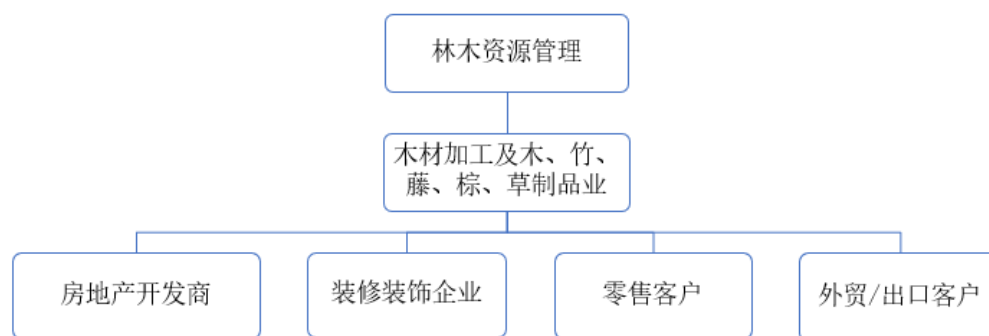 林木资源管理
木材加工及木、竹、
藤、棕、草制品业
房地产开发商
装修装饰企业
零售客户
外贸/出口客户